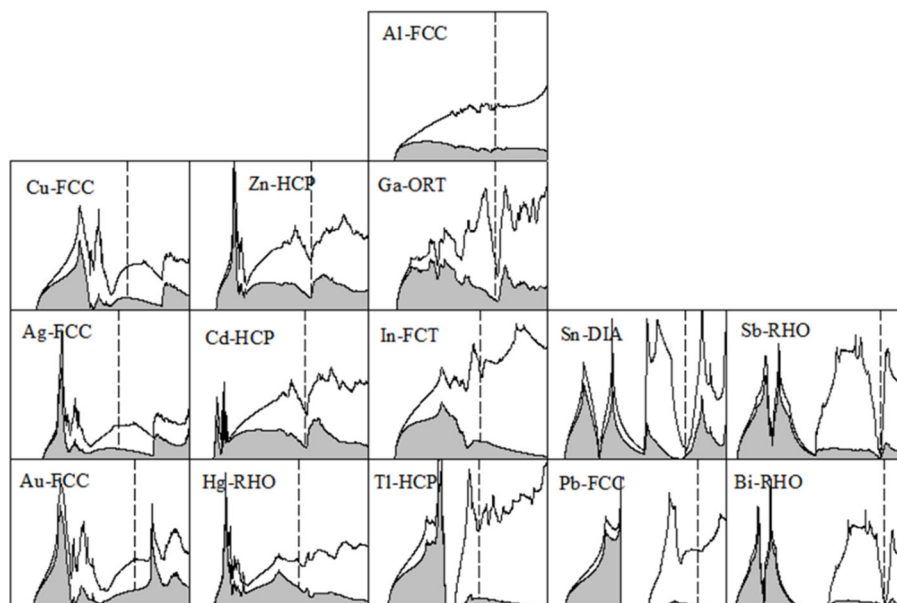 Al-FCC
Cu-FCC
Zn-HCP
Ga-ORT
Ag-FCC
Cd-HCP
In-FCT
Sn-DIA
Sb-RHO
Au-FCC
Hg-RHO
Tl-HCP
Pb-FCC
Bi-RHO